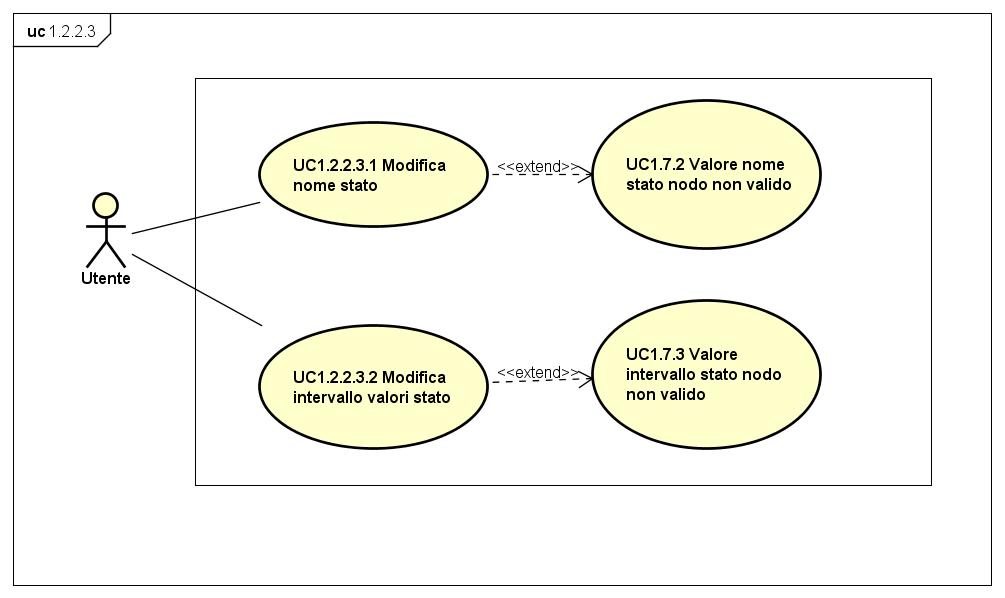 uc 1.2.2.3
UC1.2.2.3.1 Modifica
nome stato
<<extend>>
UC1.7.2 Valore nome
stato nodo non valido
Utente
UC1.2.2.3.2 Modifica
intervallo valori stato
<<extend>>
UC1.7.3 Valore
intervallo stato nodo
non valido